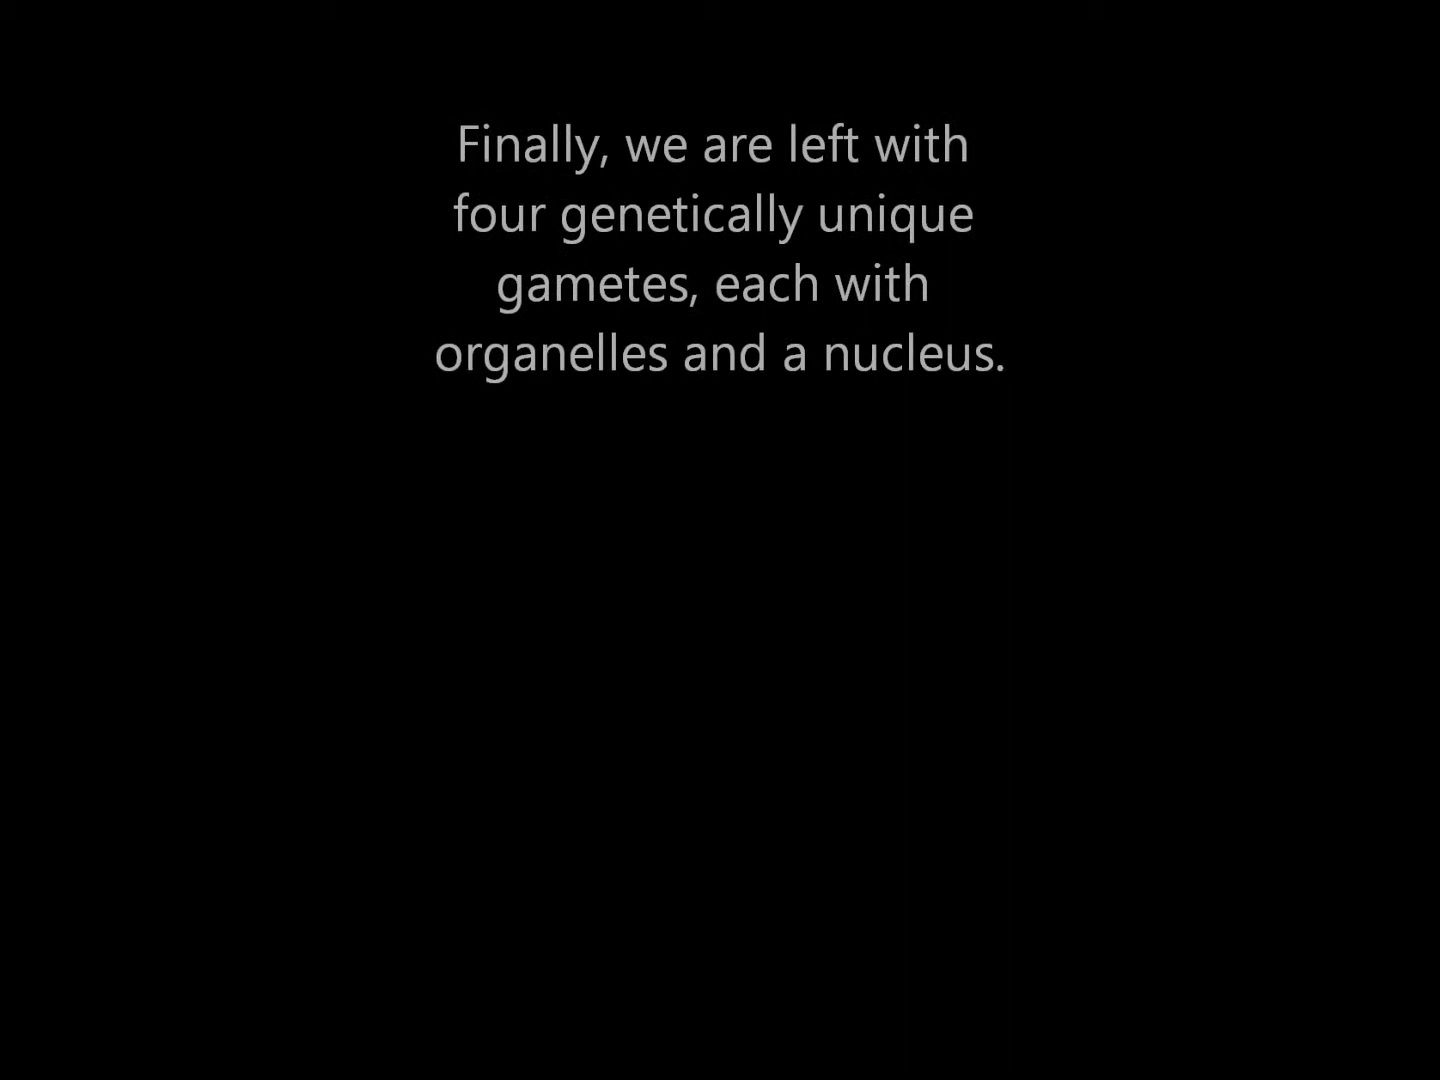 Finally, we are left with
four genetically unique
gametes, each with
organelles and a nucleus.